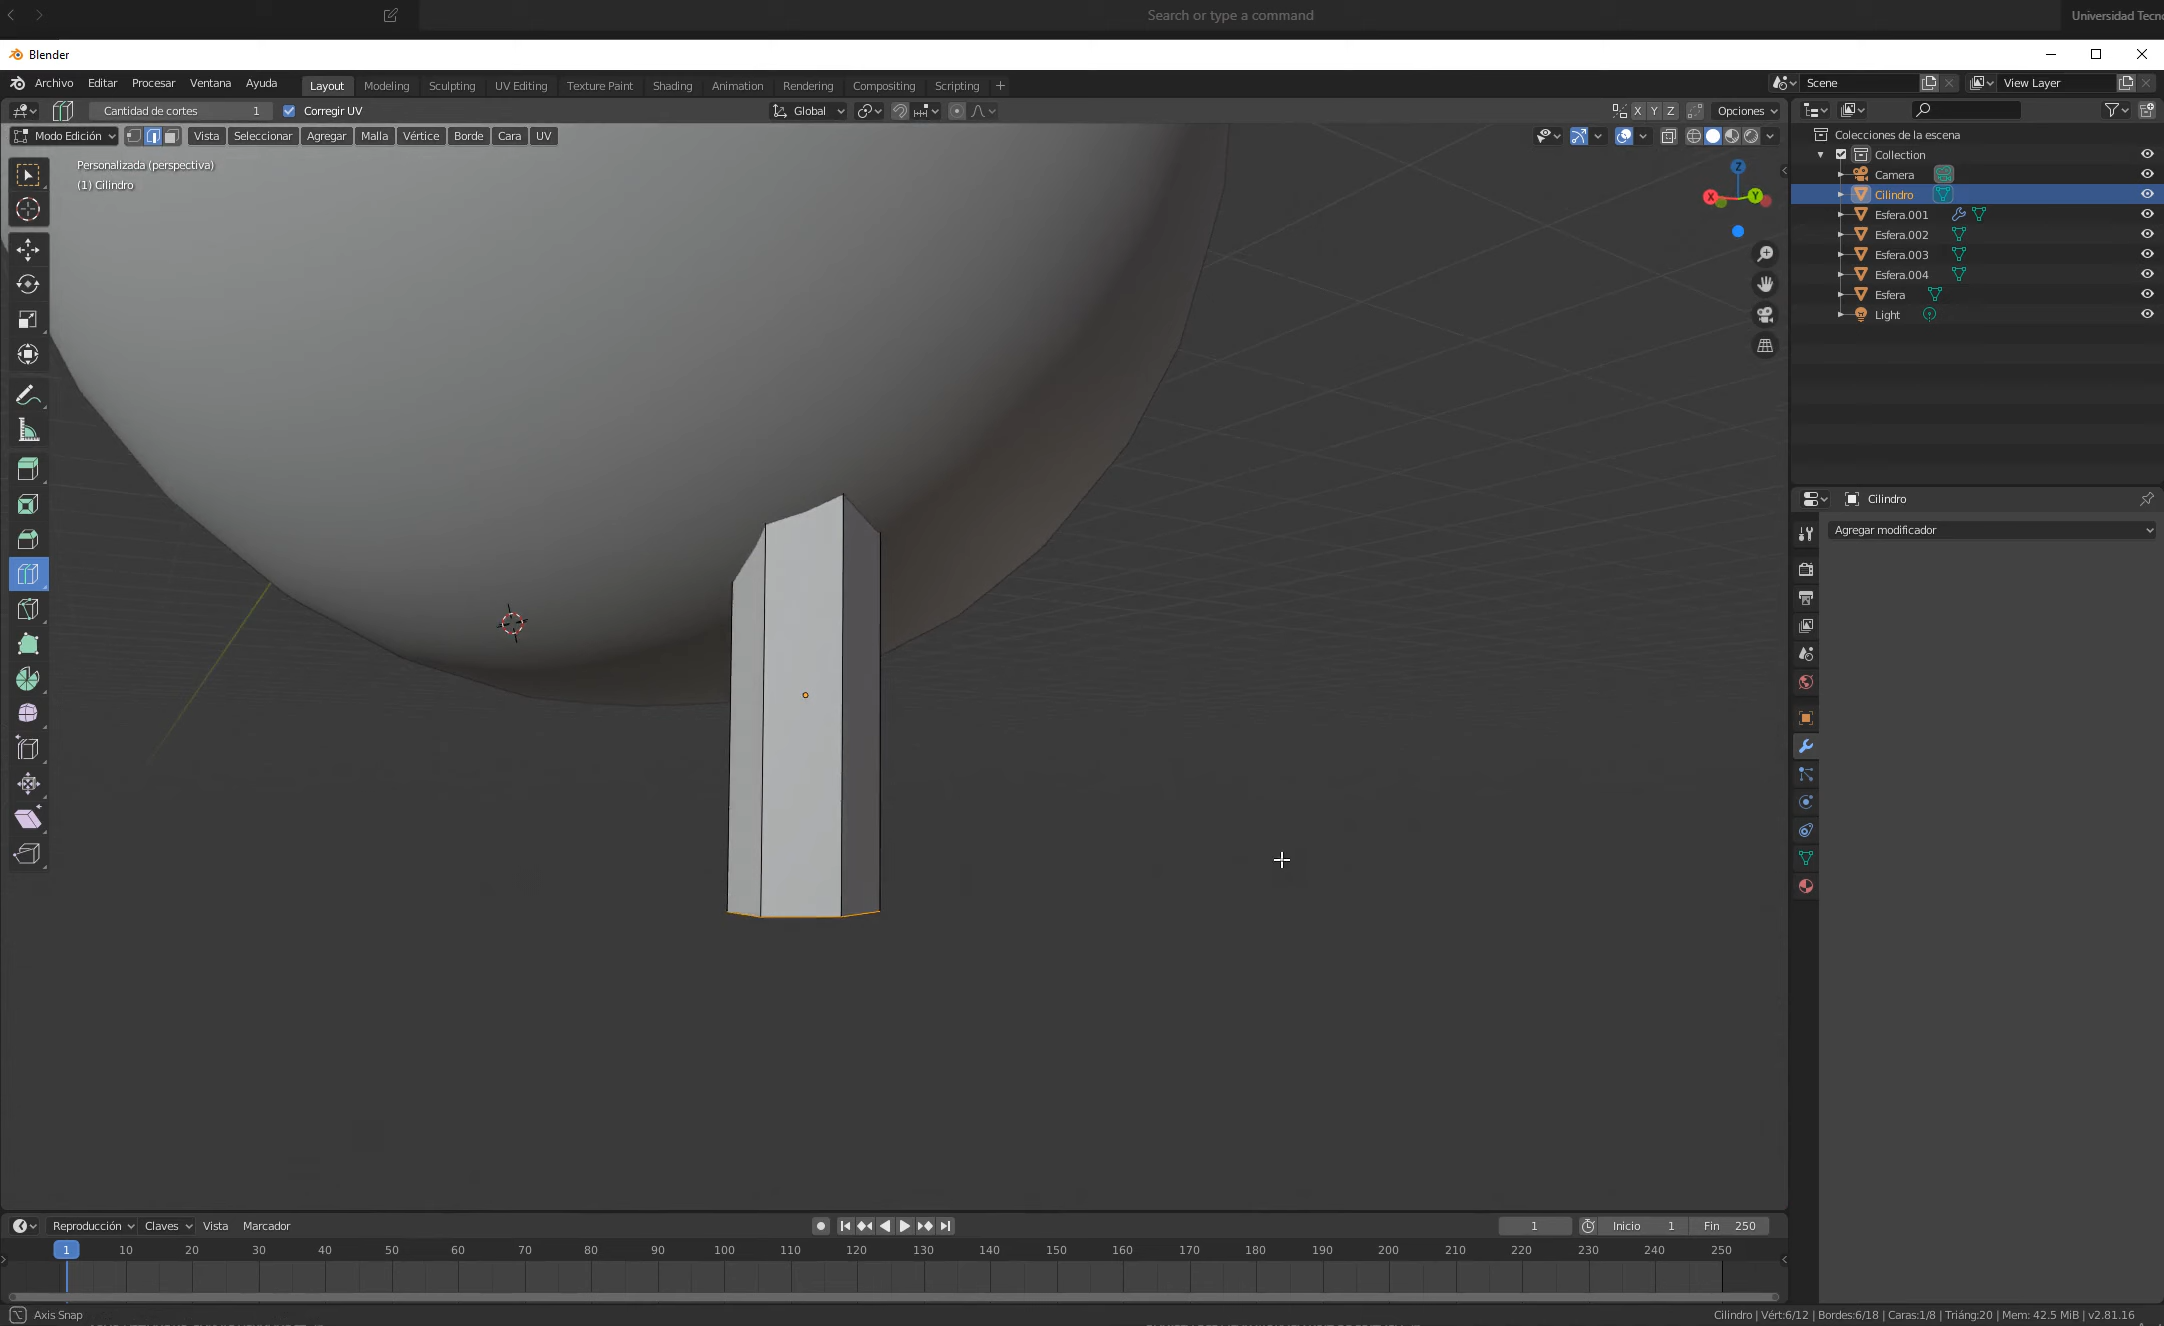 Search or type a command
Universidad Tecno
Blender
Archivo Editar Procesar Ventana Ayuda Layout Modeling Sculpting UV Editing Texture Paint Shading Animation Rendering Compositing Scripting + Scene View Layer
Cantidad de cortes 1 Corregir UV Global X Y Z Opciones
Modo Edición Vista Seleccionar Agregar Malla Vértice Borde Cara UV
Personalizada (perspectiva)
(1) Cilindro
Z
X Y
Colecciones de la escena
Collection
Camera
Cilindro
Esfera.001
Esfera.002
Esfera.003
Esfera.004
Esfera
Light
Cilindro
Agregar modificador
Reproducción Claves Vista Marcador 1 Inicio 1 Fin 250
1 10 20 30 40 50 60 70 80 90 100 110 120 130 140 150 160 170 180 190 200 210 220 230 240 250
Axis Snap Cilindro | Vért:6/12 | Bordes:6/18 | Caras:1/8 | Triáng:20 | Mem: 42.5 MiB | v2.81.16